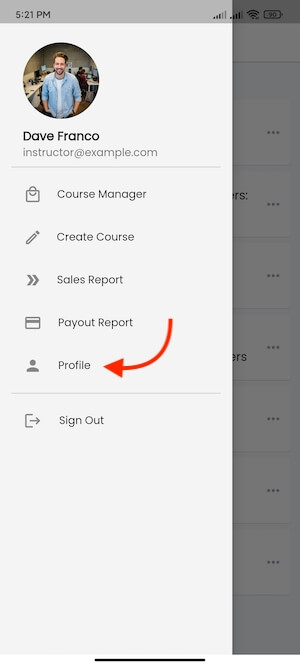 5:21 PM
90
Dave Franco
instructor@example.com
ers:
Course Manager
Create Course
Sales Report
Payout Report
ers
Profile
Sign Out